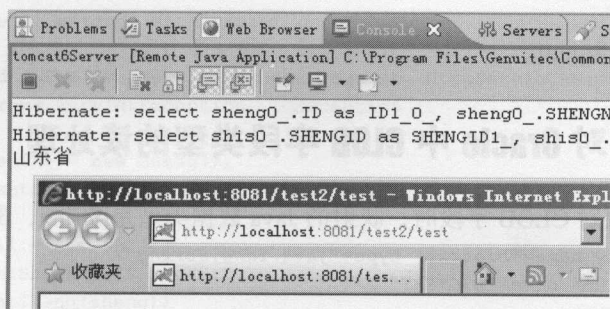 Problems Tasks Web Browser Console Servers S
tomcat6Server [Remote Java Application] C:\Program Files\Genuitec\Common
Hibernate: select sheng0_.ID as ID1_0_, sheng0_.SHENGN
Hibernate: select shis0_.SHENGID as SHENGID1_, shis0_.
山东省
http://localhost:8081/test2/test - Windows Internet Expl
http://localhost:8081/test2/test
收藏夹 http://localhost:8081/tes...